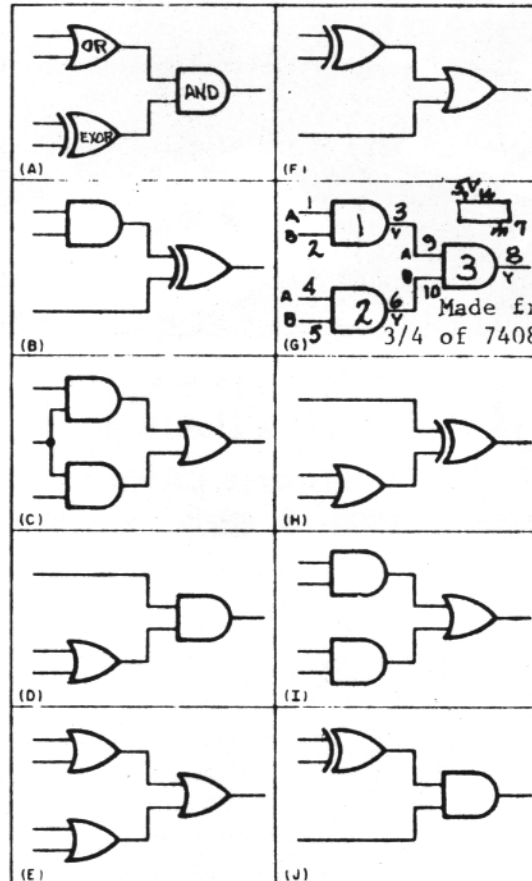 OR
AND
EXOR
(A)
(F)
(B)
A 1
B 2
1
3
Y
5V 14
7
A 9
B 10
3
8
Y
A 4
B 5
2
6
Y
Made
3/4 of 7408
(G)
(C)
(H)
(D)
(I)
(E)
(J)